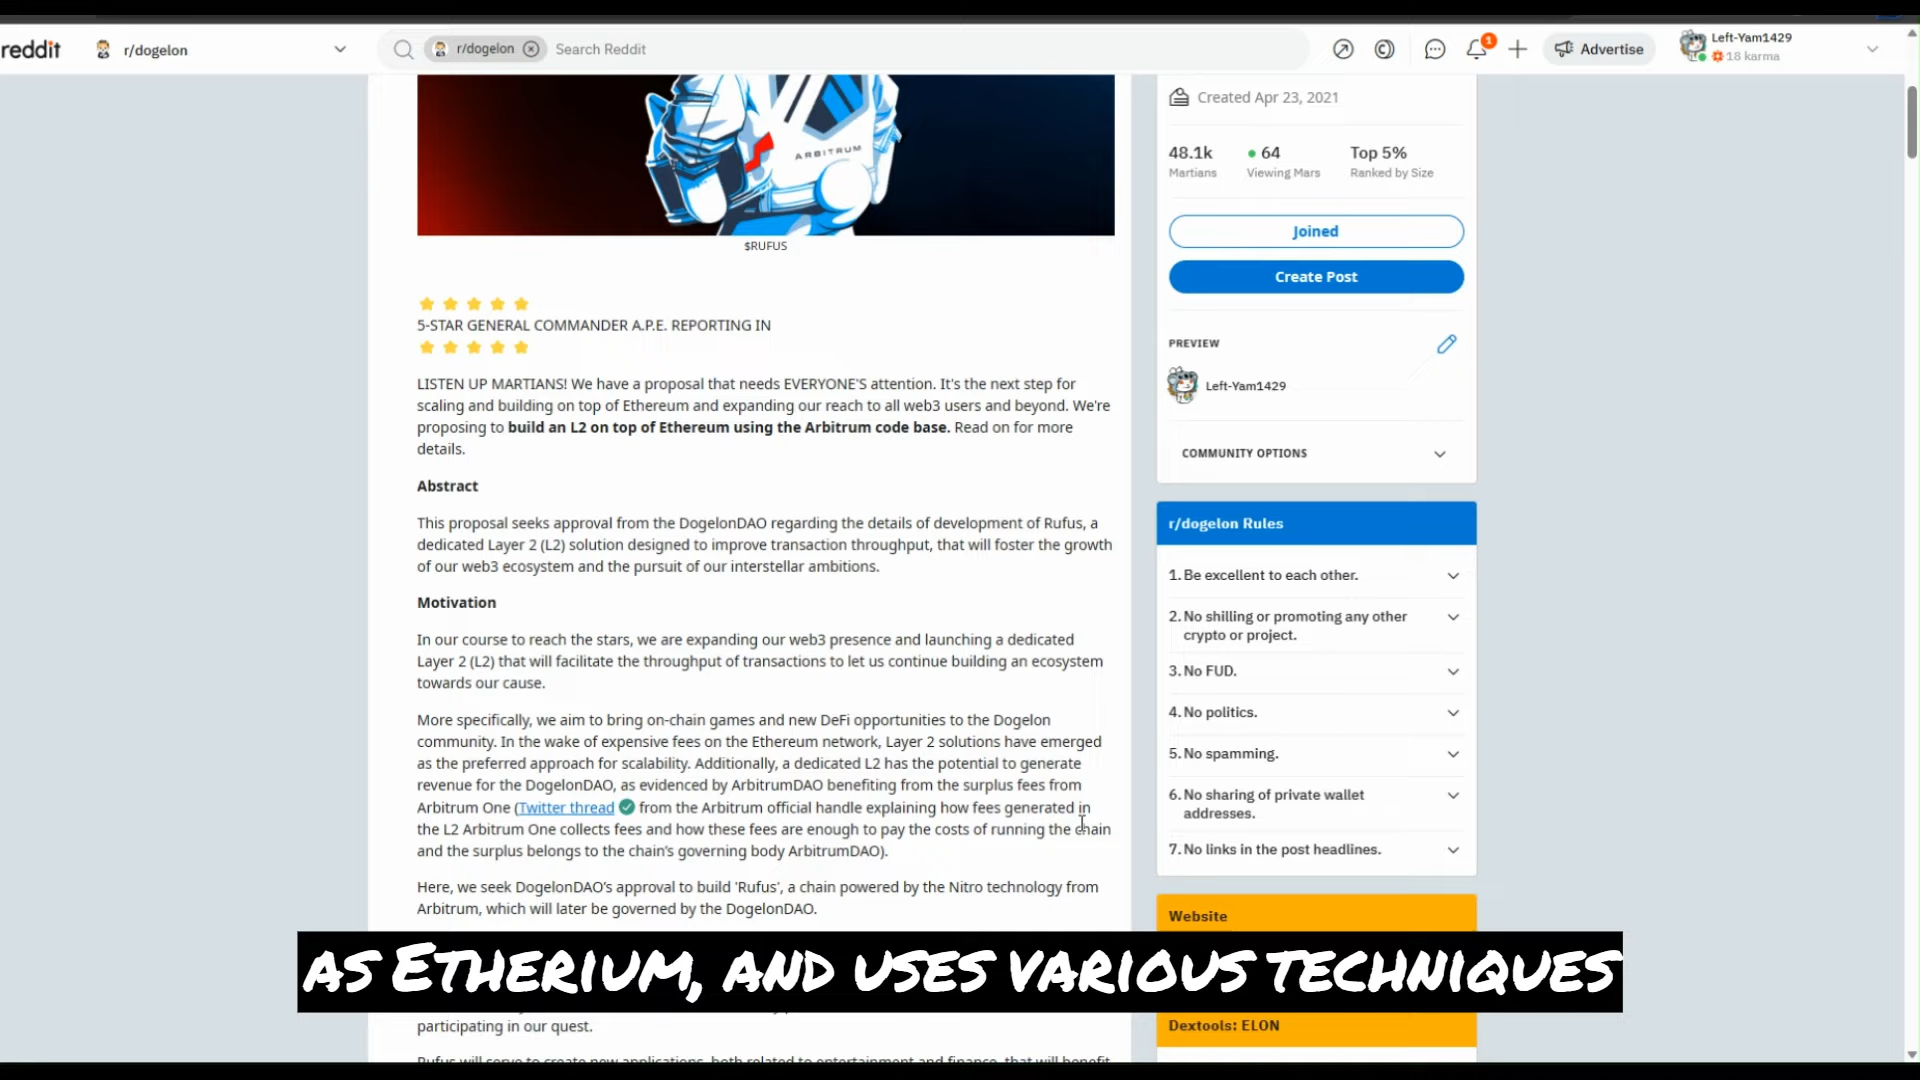 reddit
r/dogelon
r/dogelon
Search Reddit
1
Advertise
Left-Yam1429
18 karma
ARBITRUM
$RUFUS
5-STAR GENERAL COMMANDER A.P.E. REPORTING IN
LISTEN UP MARTIANS! We have a proposal that needs EVERYONE'S attention. It's the next step for
scaling and building on top of Ethereum and expanding our reach to all web3 users and beyond. We're
proposing to build an L2 on top of Ethereum using the Arbitrum code base. Read on for more
details.
Abstract
This proposal seeks approval from the DogelonDAO regarding the details of development of Rufus, a
dedicated Layer 2 (L2) solution designed to improve transaction throughput, that will foster the growth
of our web3 ecosystem and the pursuit of our interstellar ambitions.
Motivation
In our course to reach the stars, we are expanding our web3 presence and launching a dedicated
Layer 2 (L2) that will facilitate the throughput of transactions to let us continue building an ecosystem
towards our cause.
More specifically, we aim to bring on-chain games and new DeFi opportunities to the Dogelon
community. In the wake of expensive fees on the Ethereum network, Layer 2 solutions have emerged
as the preferred approach for scalability. Additionally, a dedicated L2 has the potential to generate
revenue for the DogelonDAO, as evidenced by ArbitrumDAO benefiting from the surplus fees from
Arbitrum One (Twitter thread from the Arbitrum official handle explaining how fees generated in
the L2 Arbitrum One collects fees and how these fees are enough to pay the costs of running the chain
and the surplus belongs to the chain's governing body ArbitrumDAO).
Here, we seek DogelonDAO's approval to build 'Rufus', a chain powered by the Nitro technology from
Arbitrum, which will later be governed by the DogelonDAO.
participating in our quest.
Rufus will serve to create new applications, both related to entertainment and finance, that will benefit
Created Apr 23, 2021
48.1k
Martians
64
Viewing Mars
Top 5%
Ranked by Size
Joined
Create Post
PREVIEW
Left-Yam1429
COMMUNITY OPTIONS
r/dogelon Rules
1. Be excellent to each other.
2. No shilling or promoting any other
crypto or project.
3. No FUD.
4. No politics.
5. No spamming.
6. No sharing of private wallet
addresses.
7. No links in the post headlines.
Website
Dextools: ELON
AS ETHERIUM, AND USES VARIOUS TECHNIQUES